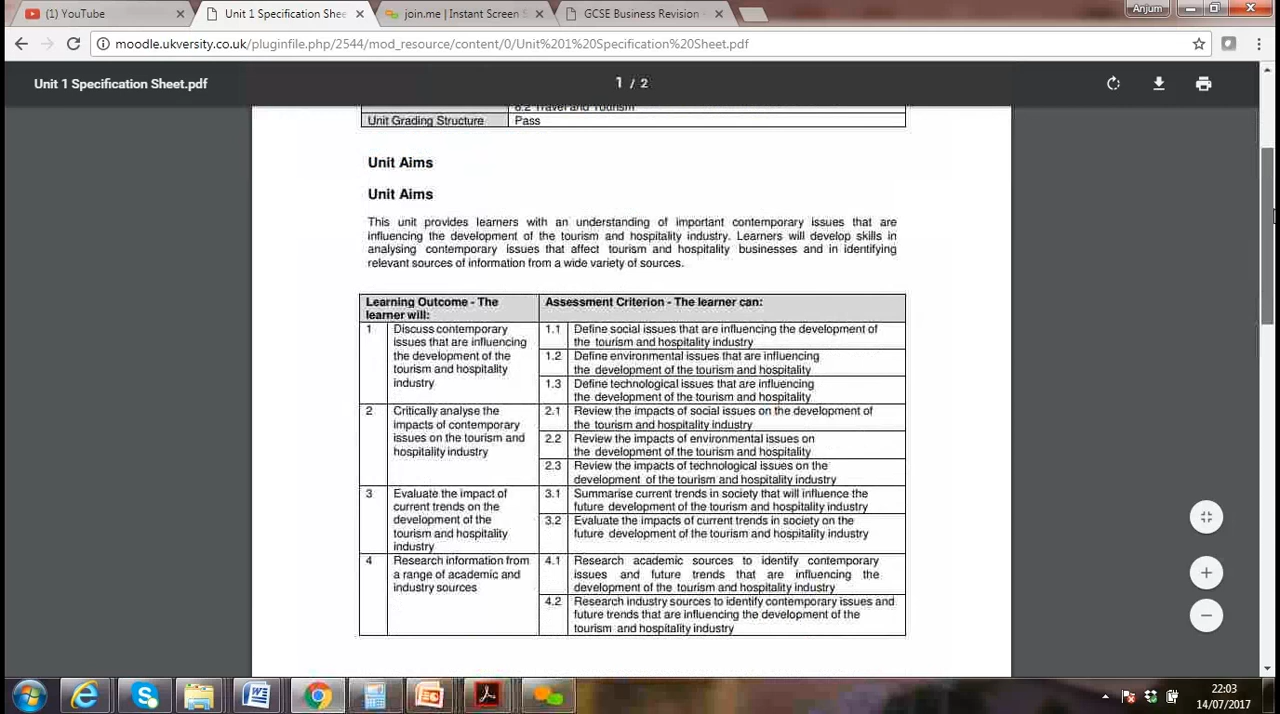 (1) YouTube
Unit 1 Specification Shee
join.me | Instant Screen S
GCSE Business Revision -
Anjum
moodle.ukversity.co.uk/pluginfile.php/2544/mod_resource/content/0/Unit%201%20Specification%20Sheet.pdf
Unit 1 Specification Sheet.pdf
1 / 2
8.2 Travel and Tourism
Unit Grading Structure Pass
Unit Aims
Unit Aims
This unit provides learners with an understanding of important contemporary issues that are
influencing the development of the tourism and hospitality industry. Learners will develop skills in
analysing contemporary issues that affect tourism and hospitality businesses and in identifying
relevant sources of information from a wide variety of sources.
Learning Outcome - The
learner will:
Assessment Criterion - The learner can:
1 Discuss contemporary
issues that are influencing
the development of the
tourism and hospitality
industry
1.1 Define social issues that are influencing the development of
the tourism and hospitality industry
1.2 Define environmental issues that are influencing
the development of the tourism and hospitality
1.3 Define technological issues that are influencing
the development of the tourism and hospitality
2 Critically analyse the
impacts of contemporary
issues on the tourism and
hospitality industry
2.1 Review the impacts of social issues on the development of
the tourism and hospitality industry
2.2 Review the impacts of environmental issues on
the development of the tourism and hospitality
2.3 Review the impacts of technological issues on the
development of the tourism and hospitality industry
3 Evaluate the impact of
current trends on the
development of the
tourism and hospitality
industry
3.1 Summarise current trends in society that will influence the
future development of the tourism and hospitality industry
3.2 Evaluate the impacts of current trends in society on the
future development of the tourism and hospitality industry
4 Research information from
a range of academic and
industry sources
4.1 Research academic sources to identify contemporary
issues and future trends that are influencing the
development of the tourism and hospitality industry
4.2 Research industry sources to identify contemporary issues and
future trends that are influencing the development of the
tourism and hospitality industry
22:03
14/07/2017